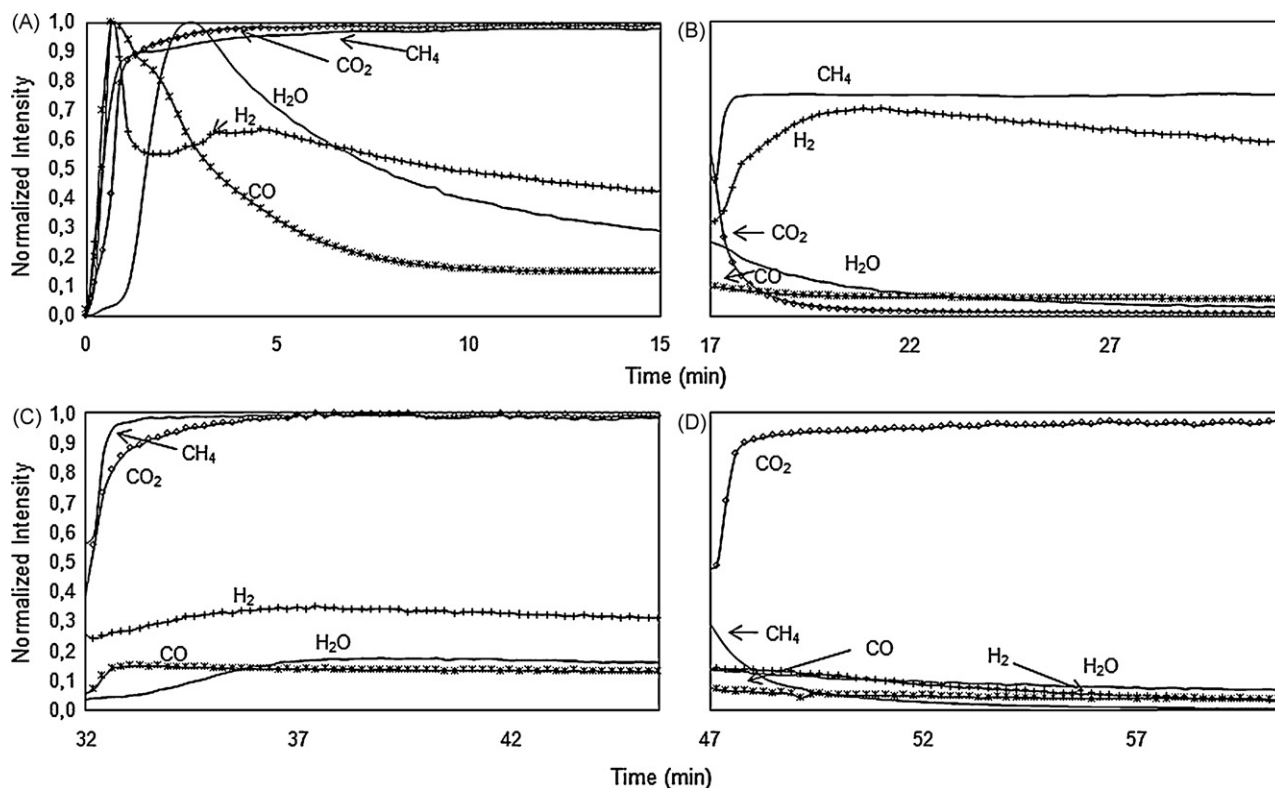 (A)
1,0
0,9
0,8
0,7
0,6
0,5
0,4
0,3
0,2
0,1
0,0
Normalized Intensity
CO₂
CH₄
H₂O
H₂
CO
0 5 10 15
(B)
CH₄
H₂
CO₂
H₂O
CO
17 22 27
Time (min)
(C)
1,0
0,9
0,8
0,7
0,6
0,5
0,4
0,3
0,2
0,1
0,0
Normalized Intensity
CH₄
CO₂
H₂
H₂O
CO
32 37 42
(D)
CO₂
CH₄
CO
H₂
H₂O
47 52 57
Time (min)